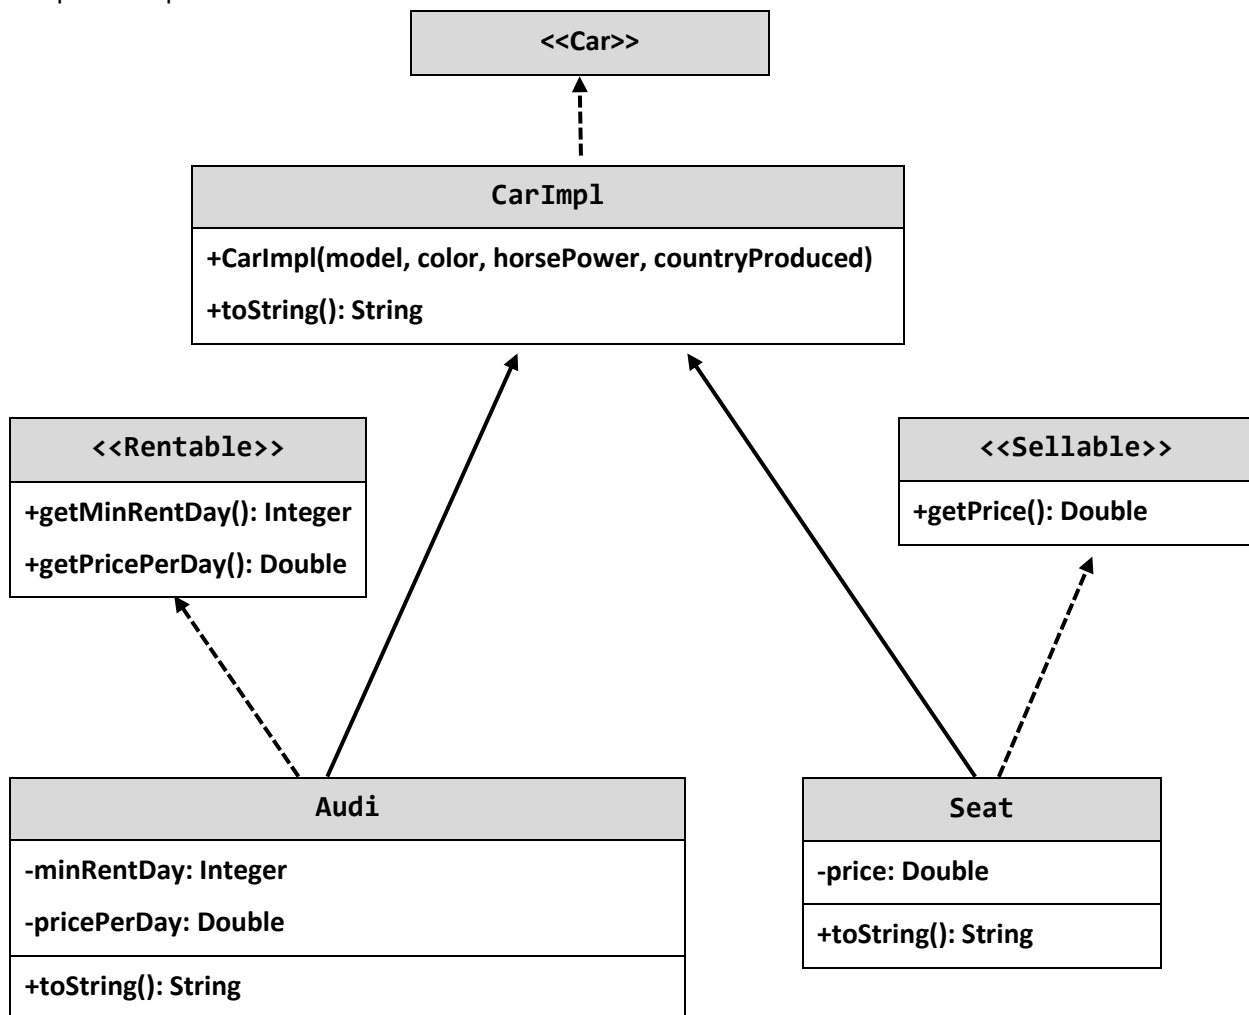 <<Car>>
CarImpl
+CarImpl(model, color, horsePower, countryProduced)
+toString(): String
<<Rentable>>
+getMinRentDay(): Integer
+getPricePerDay(): Double
<<Sellable>>
+getPrice(): Double
Audi
-minRentDay: Integer
-pricePerDay: Double
+toString(): String
Seat
-price: Double
+toString(): String